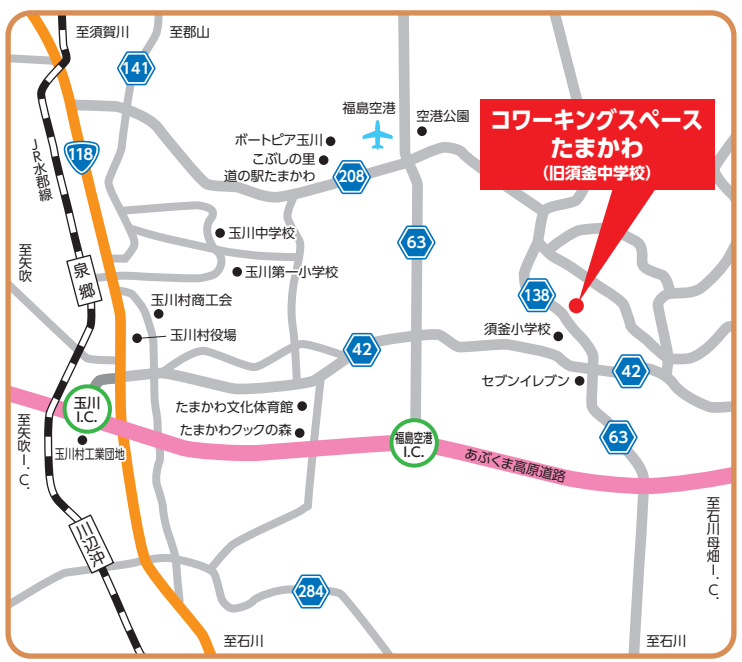 至須賀川
至郡山
141
福島空港
空港公園
コワーキングスペース
たまかわ
(旧須釜中学校)
ボートピア玉川
こぶしの里
道の駅たまかわ
208
118
JR水郡線
玉川中学校
63
至矢吹
泉郷
玉川第一小学校
138
玉川村商工会
須釜小学校
玉川村役場
42
42
セブンイレブン
玉川
I.C.
たまかわ文化体育館
たまかわクックの森
福島空港
I.C.
63
至矢吹I.C.
玉川村工業団地
あぶくま高原道路
至石川母畑I.C.
川辺沖
284
至石川
至石川